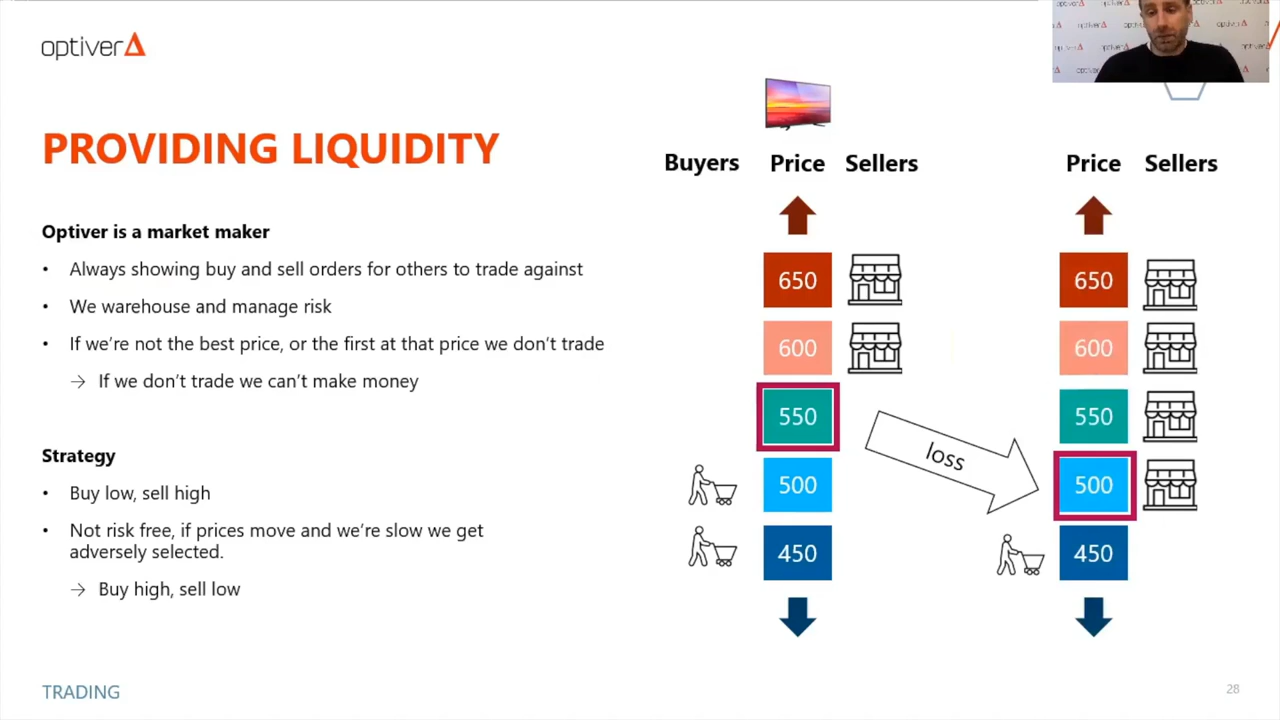 optiver
PROVIDING LIQUIDITY
Optiver is a market maker
• Always showing buy and sell orders for others to trade against
• We warehouse and manage risk
• If we're not the best price, or the first at that price we don't trade
→ If we don't trade we can't make money
Strategy
• Buy low, sell high
• Not risk free, if prices move and we're slow we get
adversely selected.
→ Buy high, sell low
Buyers Price Sellers
650
600
550
500
450
loss
Price Sellers
650
600
550
500
450
TRADING
28
optiver
optiver
optiver
optiver